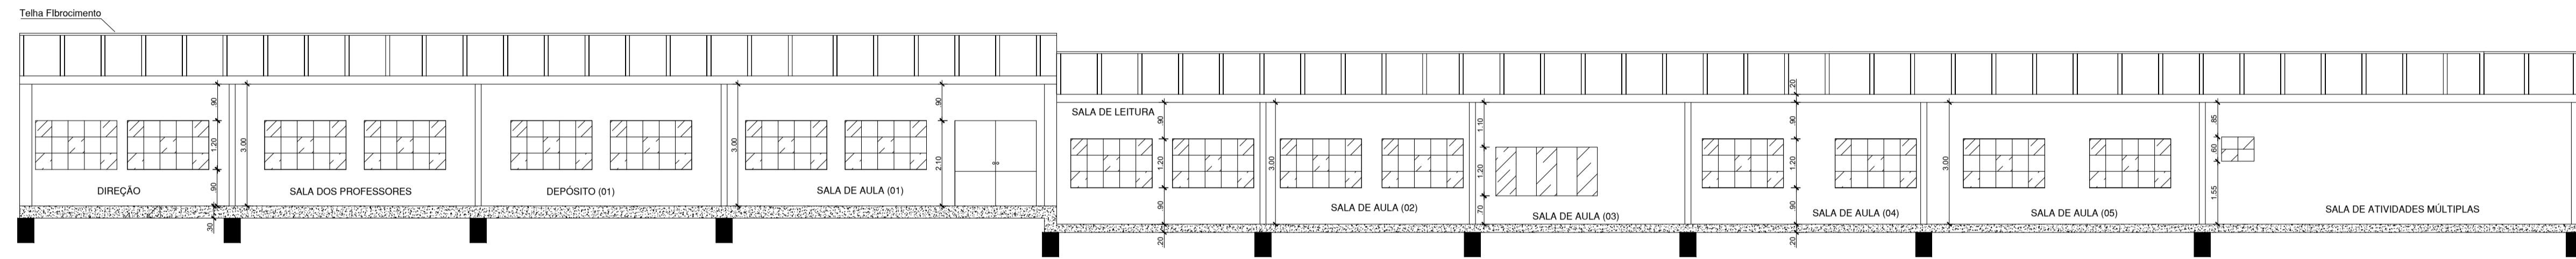 Telha FIbrocimento
.90
1.20
.90
.30
3.00
DIREÇÃO
SALA DOS PROFESSORES
DEPÓSITO (01)
3.00
SALA DE AULA (01)
.90
2.10
SALA DE LEITURA
.90
1.20
.90
.20
3.00
SALA DE AULA (02)
1.10
1.20
.70
SALA DE AULA (03)
.20
.90
1.20
.90
.20
SALA DE AULA (04)
3.00
SALA DE AULA (05)
.85
.60
1.55
SALA DE ATIVIDADES MÚLTIPLAS